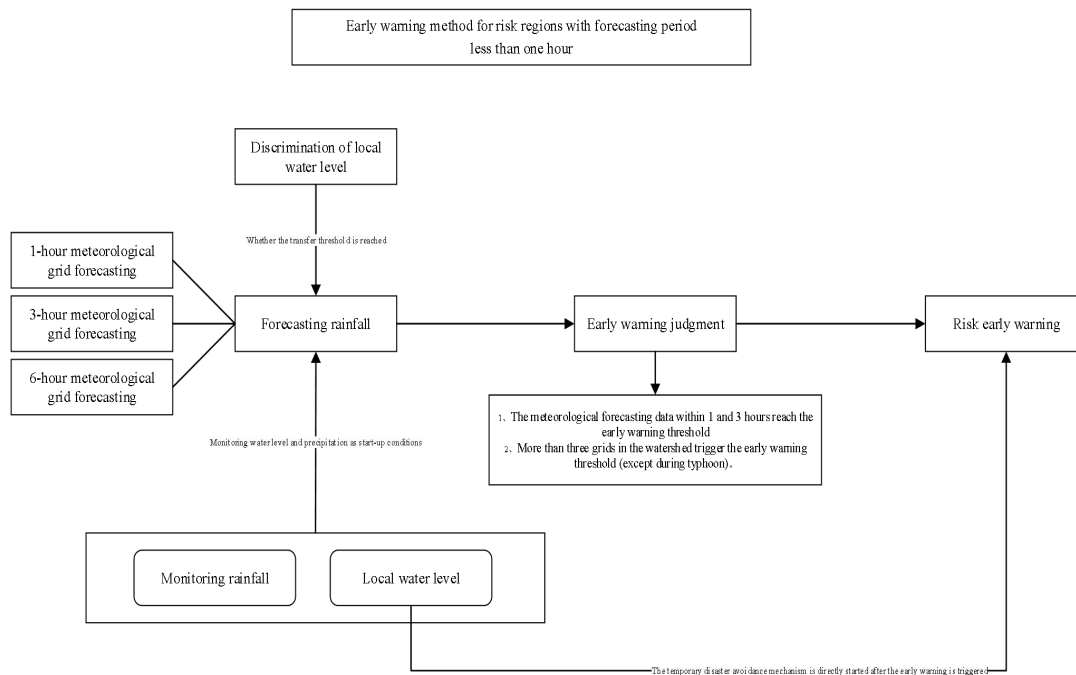 Early warning method for risk regions with forecasting period
less than one hour
Discrimination of local
water level
Whether the transfer threshold is reached
1-hour meteorological
grid forecasting
3-hour meteorological
grid forecasting
6-hour meteorological
grid forecasting
Forecasting rainfall
Early warning judgment
Risk early warning
1、The meteorological forecasting data within 1 and 3 hours reach the
early warning threshold
2、More than three grids in the watershed trigger the early warning
threshold (except during typhoon)。
Monitoring water level and precipitation as start-up conditions
Monitoring rainfall
Local water level
The temporary disaster avoidance mechanism is directly started after the early warning is triggered